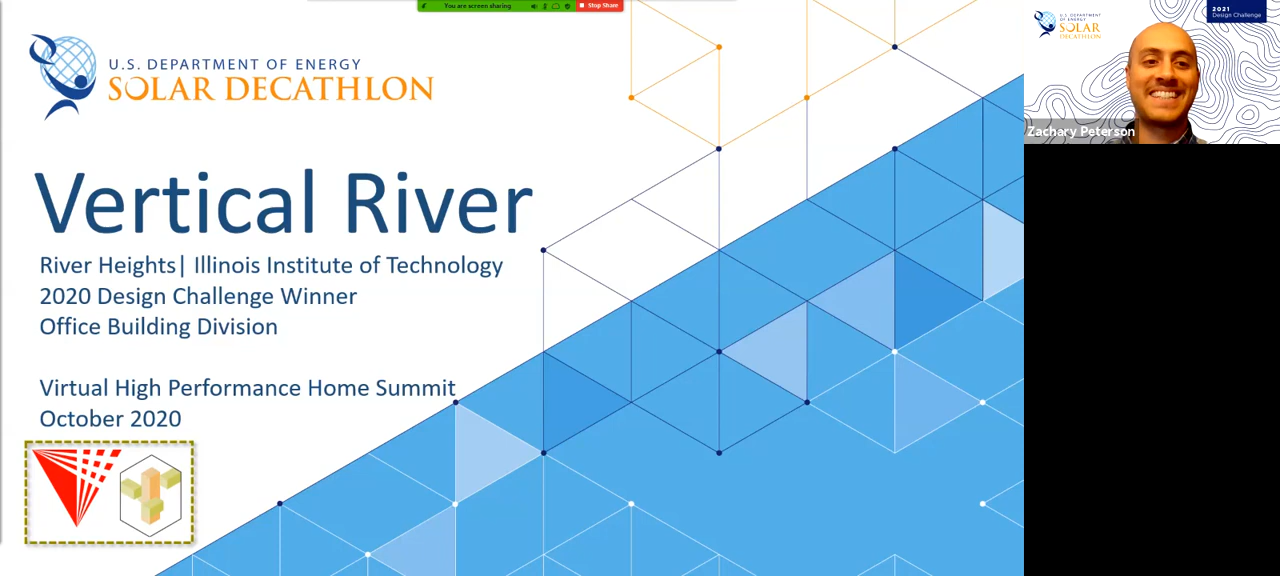 You are screen sharing
Stop Share
U.S. DEPARTMENT OF ENERGY
SOLAR DECATHLON
Vertical River
River Heights| Illinois Institute of Technology
2020 Design Challenge Winner
Office Building Division
Virtual High Performance Home Summit
October 2020
U.S. DEPARTMENT
OF ENERGY
SOLAR
DECATHLON
2021
Design Challenge
Zachary Peterson